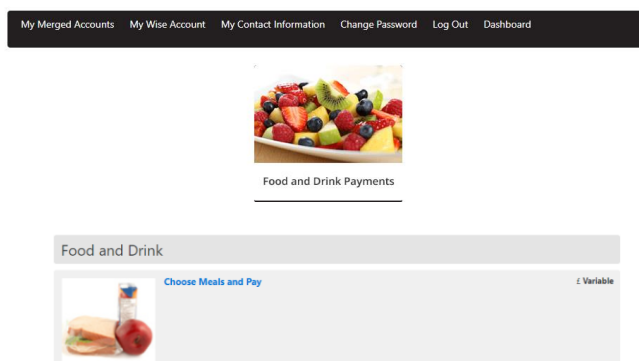 My Merged Accounts My Wise Account My Contact Information Change Password Log Out Dashboard
Food and Drink Payments
Food and Drink
Choose Meals and Pay £ Variable